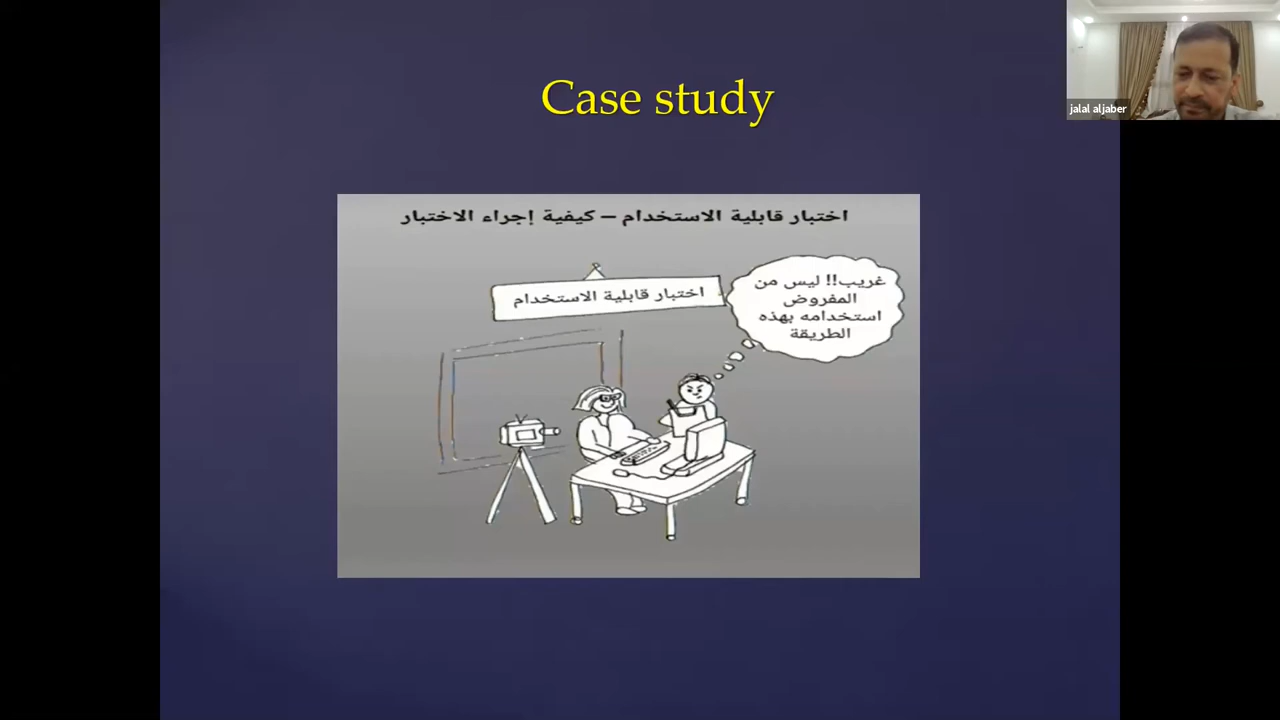 Case study
jalal aljaber
اختبار قابلية الاستخدام – كيفية إجراء الاختبار
اختبار قابلية الاستخدام
غريب!! ليس من
المفروض
استخدامه بهذه
الطريقة